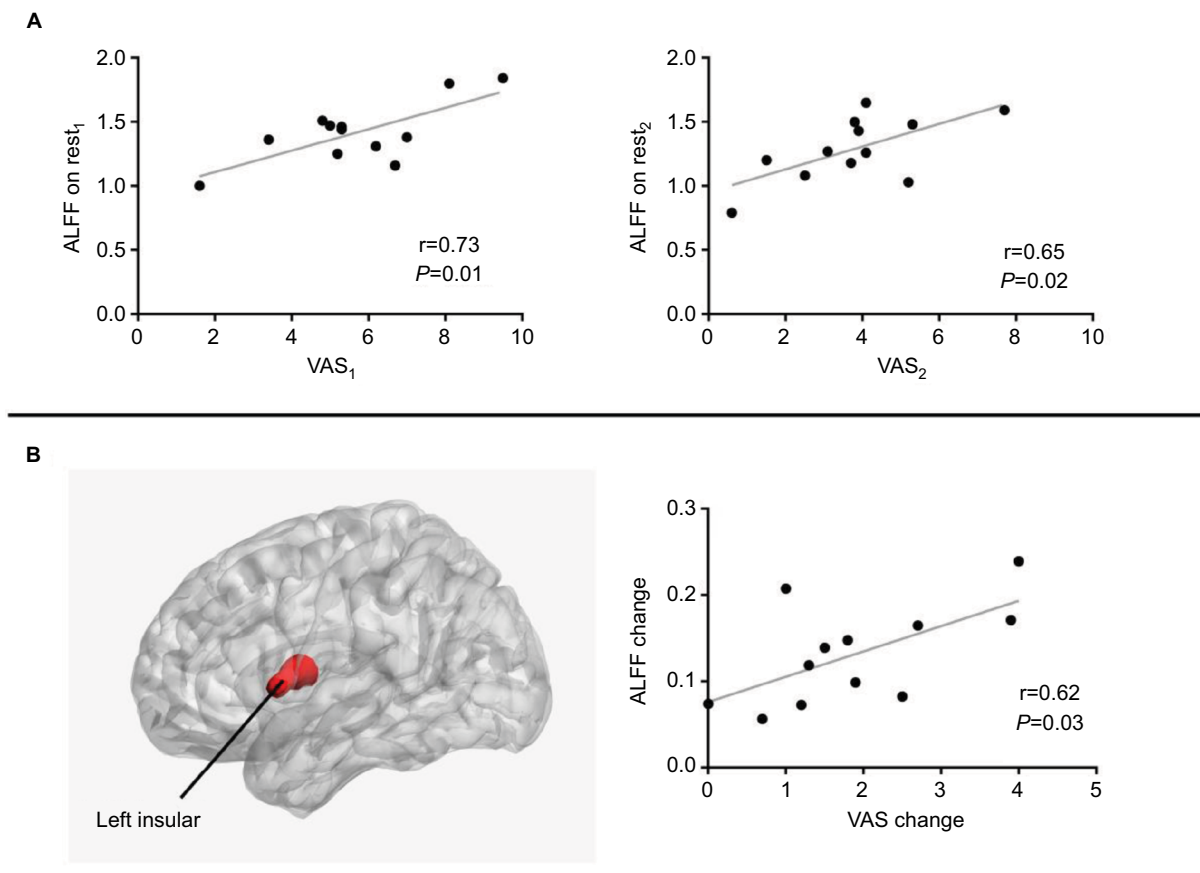 A
2.0
1.5
1.0
0.5
0.0
ALFF on rest1
0 2 4 6 8 10
VAS1
r=0.73
P=0.01
2.0
1.5
1.0
0.5
0.0
ALFF on rest2
0 2 4 6 8 10
VAS2
r=0.65
P=0.02
B
Left insular
0.3
0.2
0.1
0.0
ALFF change
0 1 2 3 4 5
VAS change
r=0.62
P=0.03